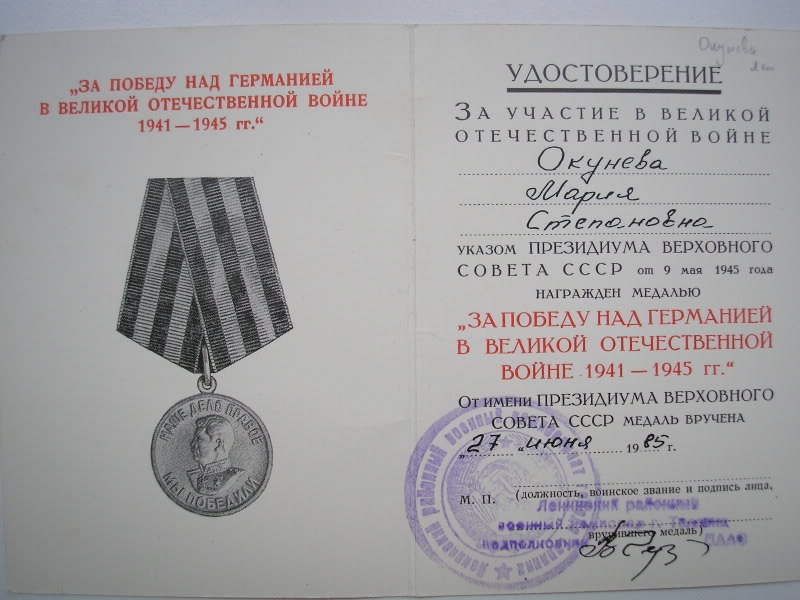 „ЗА ПОБЕДУ НАД ГЕРМАНИЕЙ
В ВЕЛИКОЙ ОТЕЧЕСТВЕННОЙ ВОЙНЕ
1941 — 1945 гг.“
НАШЕ ДЕЛО ПРАВОЕ
МЫ ПОБЕДИЛИ
Окунева
УДОСТОВЕРЕНИЕ
ЗА УЧАСТИЕ В ВЕЛИКОЙ
ОТЕЧЕСТВЕННОЙ ВОЙНЕ
Окунева
Мария
Степановна
УКАЗОМ ПРЕЗИДИУМА ВЕРХОВНОГО
СОВЕТА СССР от 9 мая 1945 года
НАГРАЖДЕН МЕДАЛЬЮ
„ЗА ПОБЕДУ НАД ГЕРМАНИЕЙ
В ВЕЛИКОЙ ОТЕЧЕСТВЕННОЙ
ВОЙНЕ 1941 — 1945 гг.“
От имени ПРЕЗИДИУМА ВЕРХОВНОГО
СОВЕТА СССР МЕДАЛЬ ВРУЧЕНА
„27 “ июня 1985 г.
М. П. (должность, воинское звание и подпись лица,
Ленинский районный
военный комиссар г.
вручившего медаль)
подполковник
районный военный комиссариат